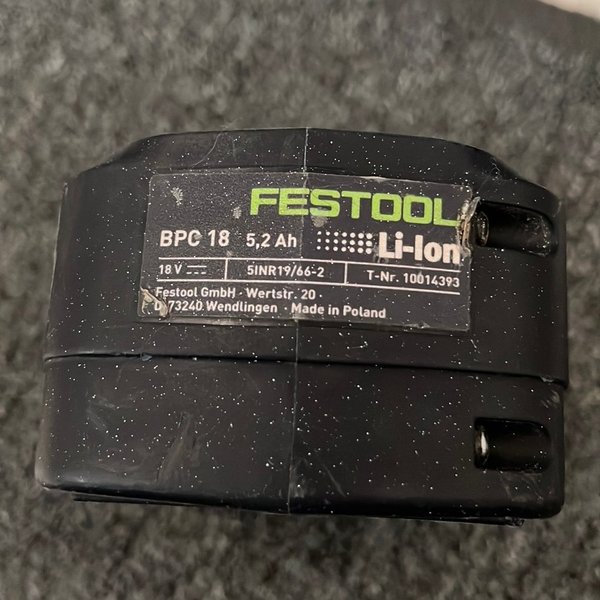 FESTOOL
BPC 18 5,2 Ah Li-Ion
18 V ⎓ 5INR19/66-2 T-Nr. 10014393
Festool GmbH · Wertstr. 20 ·
D-73240 Wendlingen · Made in Poland